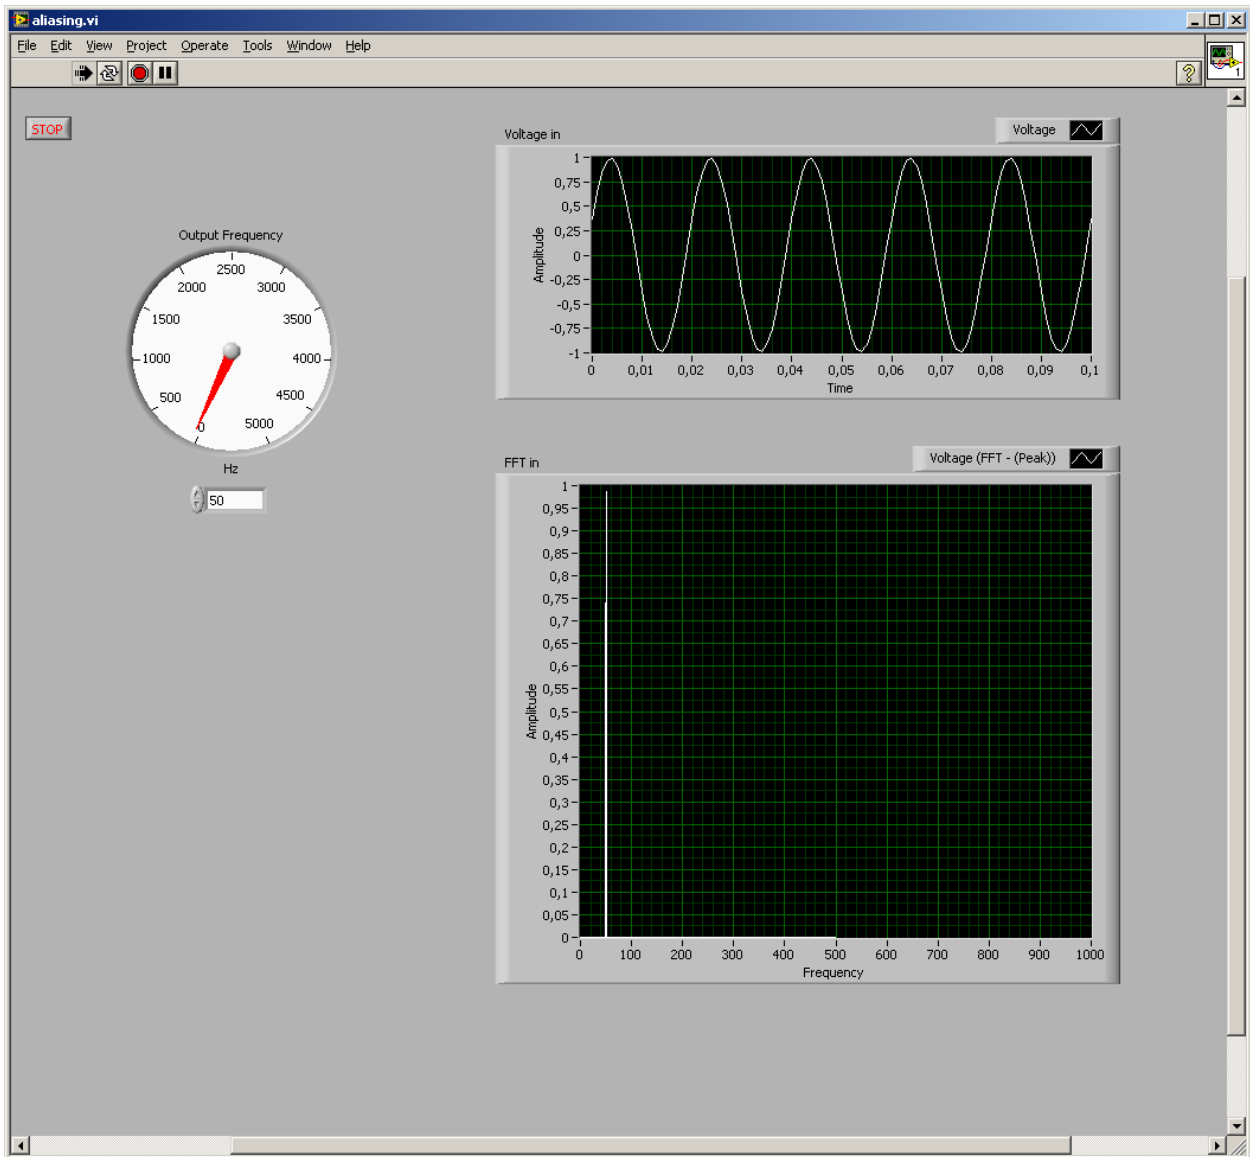 aliasing.vi
File Edit View Project Operate Tools Window Help
1
STOP
Output Frequency
2500
2000 3000
1500 3500
1000 4000
500 4500
0 5000
Hz
50
Voltage in
Voltage
1
0,75
0,5
0,25
0
-0,25
-0,5
-0,75
-1
Amplitude
0 0,01 0,02 0,03 0,04 0,05 0,06 0,07 0,08 0,09 0,1
Time
FFT in
Voltage (FFT - (Peak))
1
0,95
0,9
0,85
0,8
0,75
0,7
0,65
0,6
0,55
0,5
0,45
0,4
0,35
0,3
0,25
0,2
0,15
0,1
0,05
0
Amplitude
0 100 200 300 400 500 600 700 800 900 1000
Frequency